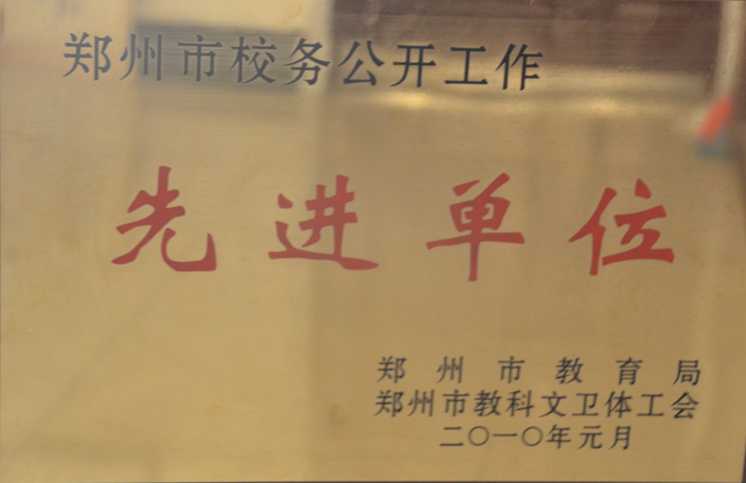 郑州市校务公开工作
先进单位
郑州市教育局
郑州市教科文卫体工会
二〇一〇年元月